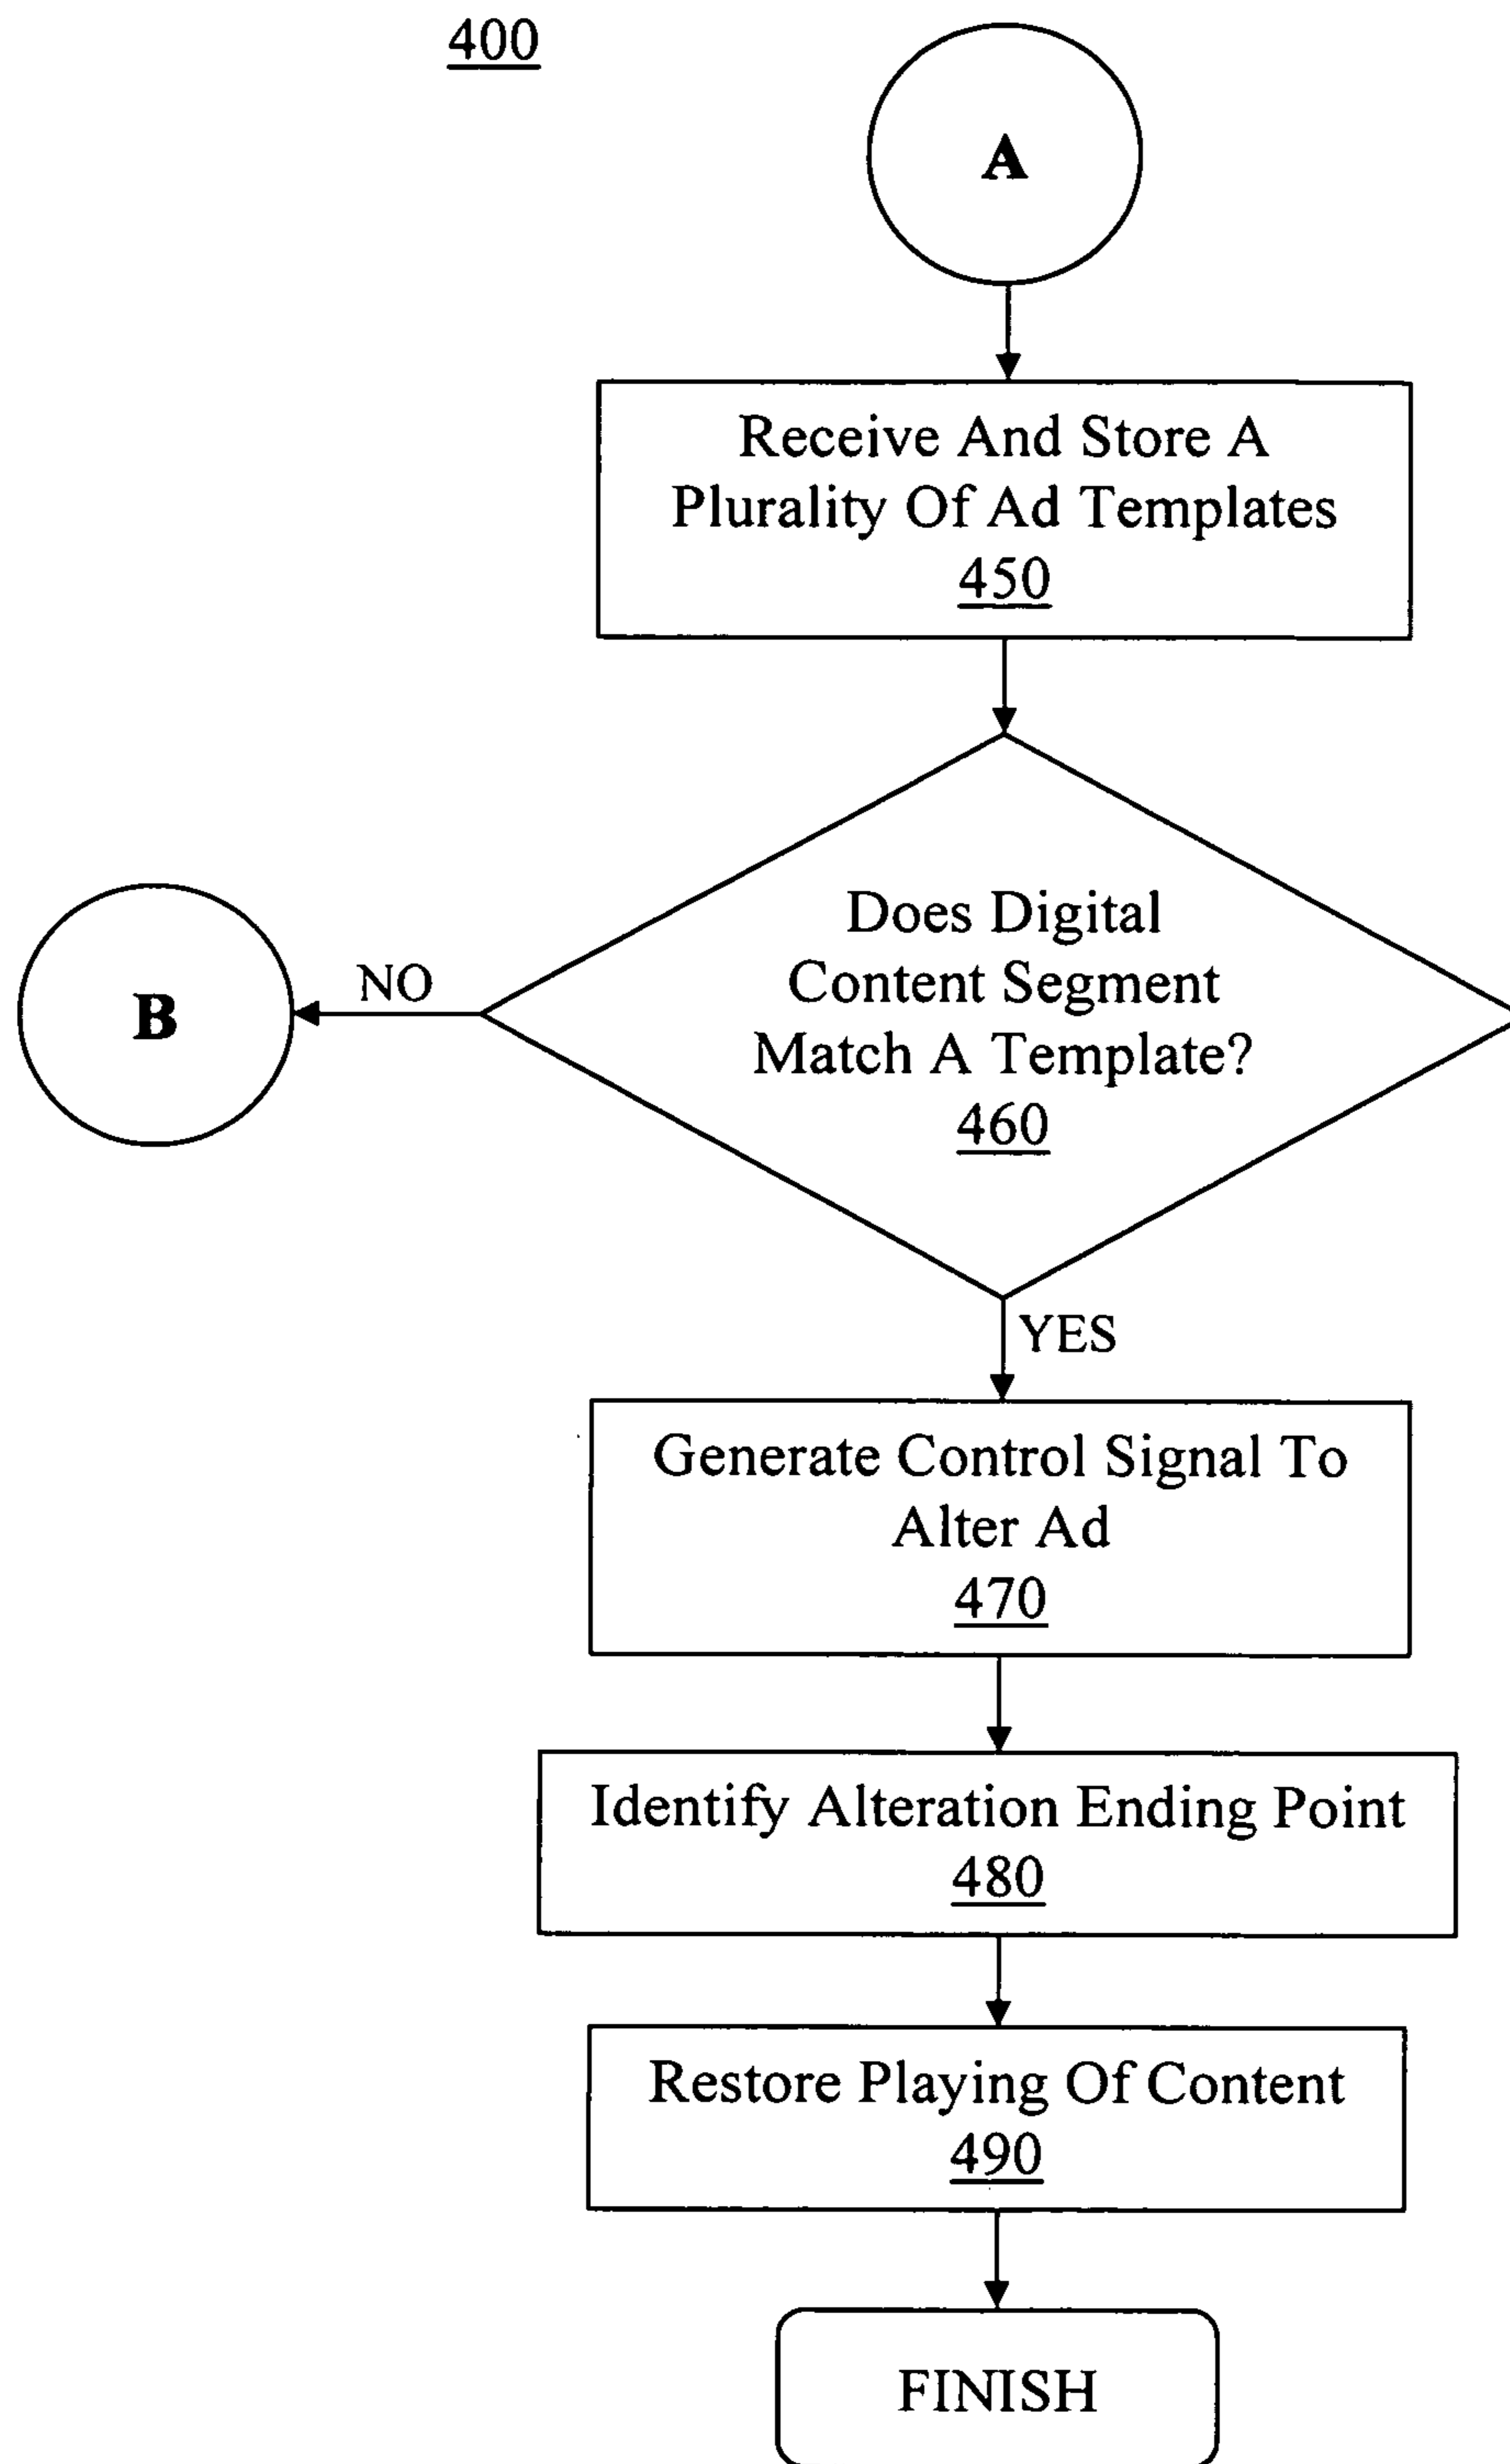 400
A
Receive And Store A
Plurality Of Ad Templates
450
Does Digital
Content Segment
Match A Template?
460
NO
B
YES
Generate Control Signal To
Alter Ad
470
Identify Alteration Ending Point
480
Restore Playing Of Content
490
FINISH